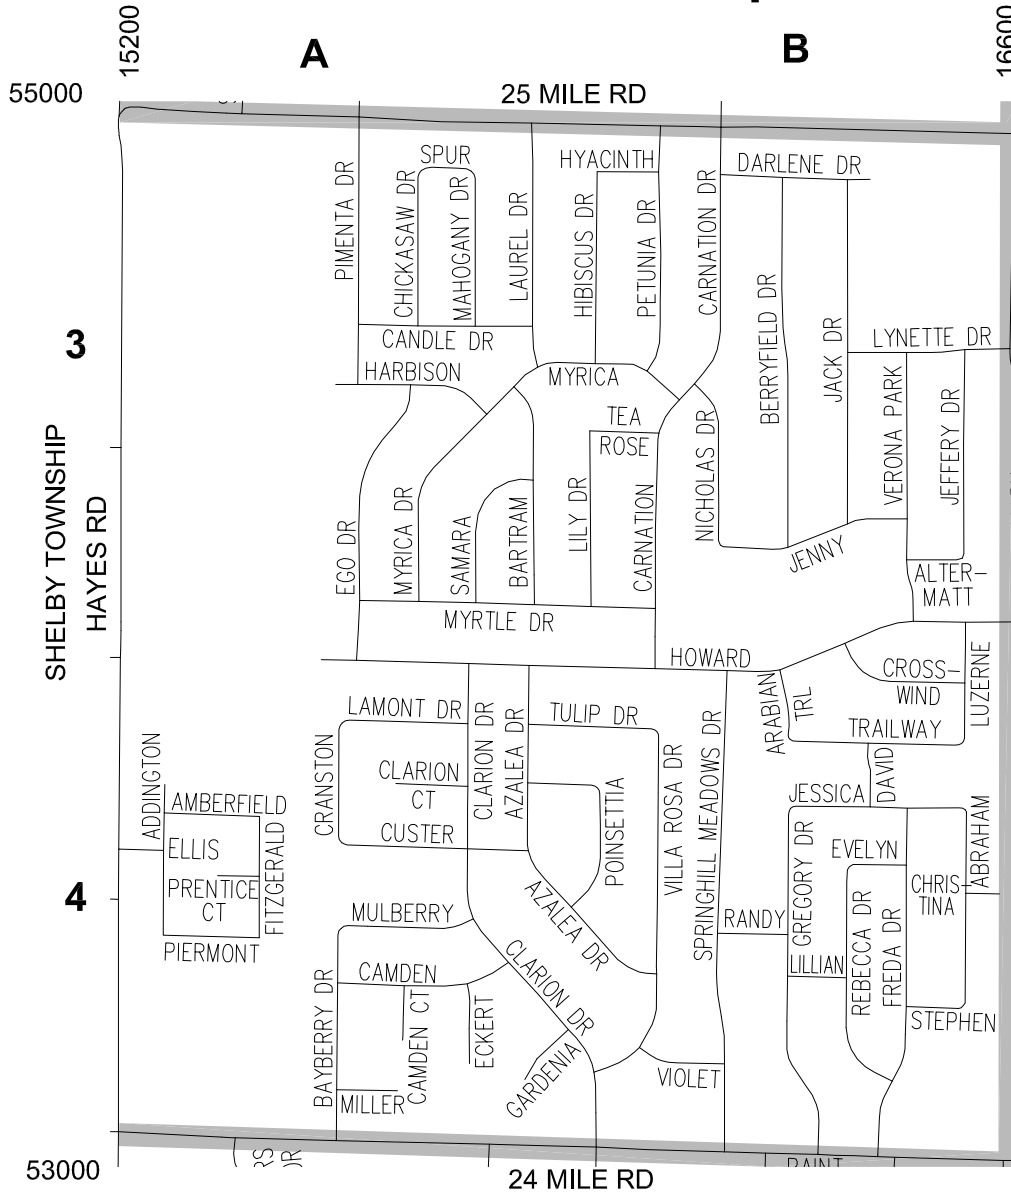 15200
A
B
16600
55000
25 MILE RD
SPUR
HYACINTH
DARLENE DR
PIMENTA DR
CHICKASAW DR
MAHOGANY DR
LAUREL DR
HIBISCUS DR
PETUNIA DR
CARNATION DR
BERRYFIELD DR
JACK DR
LYNETTE DR
3
CANDLE DR
HARBISON
MYRICA
VERONA PARK
JEFFERY DR
TEA
ROSE
NICHOLAS DR
SHELBY TOWNSHIP
HAYES RD
EGO DR
MYRICA DR
SAMARA
BARTRAM
LILY DR
CARNATION
JENNY
ALTER-
MATT
MYRTLE DR
HOWARD
CROSS-
WIND
LUZERNE
ARABIAN
TRL
TRAILWAY
LAMONT DR
CLARION DR
AZALEA DR
TULIP DR
CRANSTON
CLARION
CT
CUSTER
POINSETTIA
VILLA ROSA DR
SPRINGHILL MEADOWS DR
DAVID
JESSICA
ADDINGTON
AMBERFIELD
ELLIS
PRENTICE
CT
FITZGERALD
PIERMONT
GREGORY DR
EVELYN
ABRAHAM
CHRIS-
TINA
4
MULBERRY
AZALEA DR
RANDY
REBECCA DR
FREDA DR
LILLIAN
CAMDEN
CLARION DR
BAYBERRY DR
CAMDEN CT
ECKERT
STEPHEN
GARDENIA
VIOLET
MILLER
53000
24 MILE RD